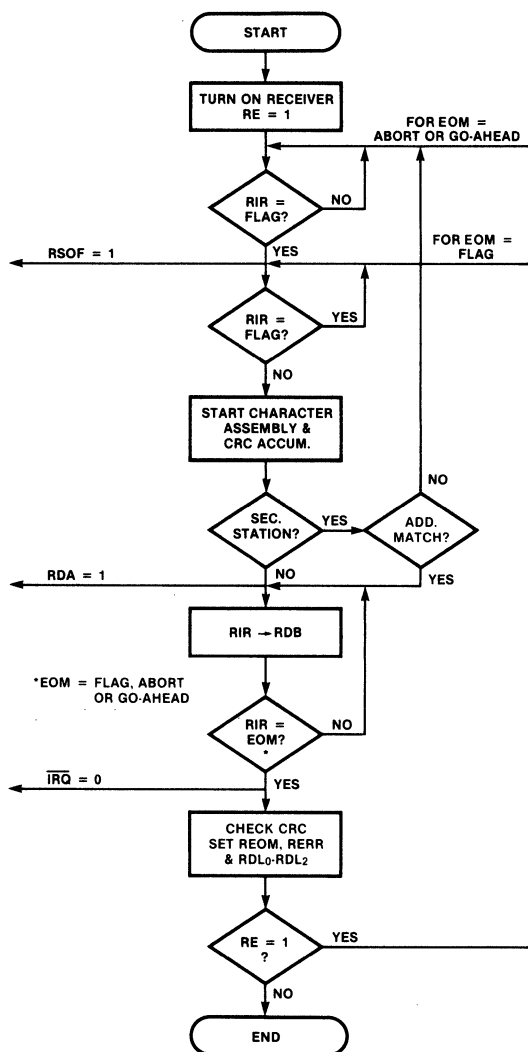 START
TURN ON RECEIVER
RE = 1
FOR EOM =
ABORT OR GO-AHEAD
RIR =
FLAG?
NO
YES
RSOF = 1
FOR EOM =
FLAG
RIR =
FLAG?
YES
NO
START CHARACTER
ASSEMBLY &
CRC ACCUM.
NO
SEC.
STATION?
YES
ADD.
MATCH?
RDA = 1
NO
YES
RIR → RDB
*EOM = FLAG, ABORT
OR GO-AHEAD
RIR =
EOM?
*
NO
IRQ = 0
YES
CHECK CRC
SET REOM, RERR
& RDL0-RDL2
RE = 1
?
YES
NO
END